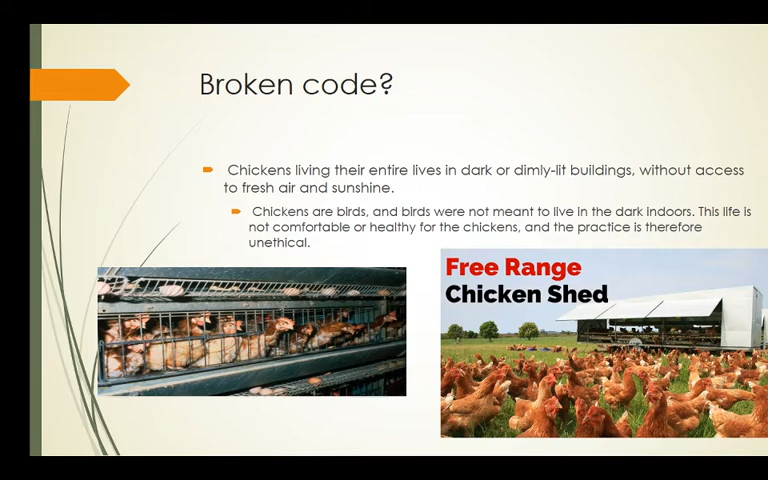 Broken code?
Chickens living their entire lives in dark or dimly-lit buildings, without access
to fresh air and sunshine.
Chickens are birds, and birds were not meant to live in the dark indoors. This life is
not comfortable or healthy for the chickens, and the practice is therefore
unethical.
Free Range
Chicken Shed